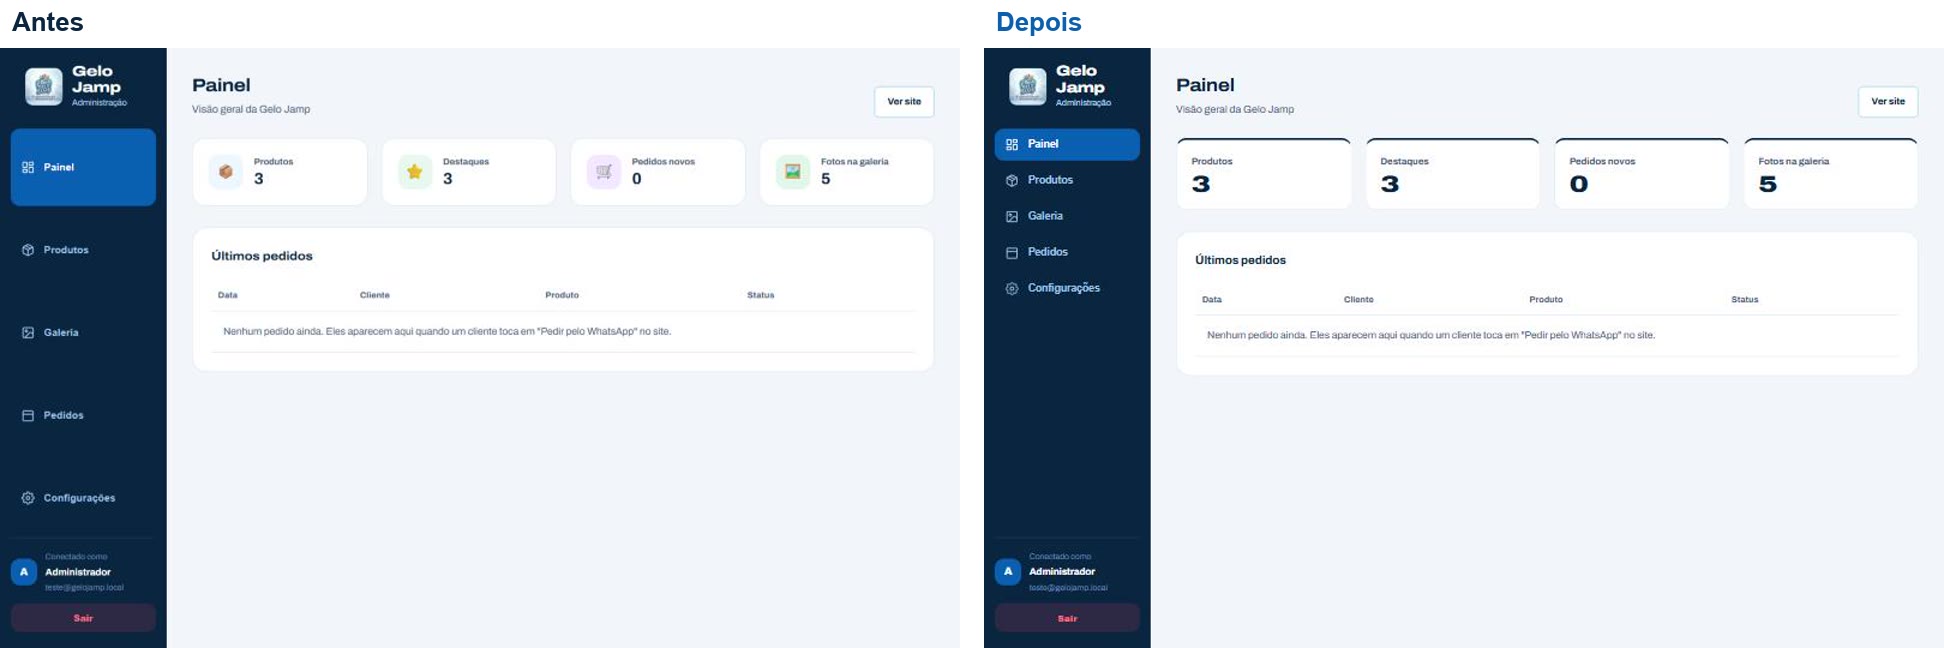 Antes
Gelo
Jamp
Administração
Painel
Produtos
Galeria
Pedidos
Configurações
Conectado como
A
Administrador
teste@gelojamp.local
Sair
Painel
Visão geral da Gelo Jamp
Ver site
Produtos
3
Destaques
3
Pedidos novos
0
Fotos na galeria
5
Últimos pedidos
Data Cliente Produto Status
Nenhum pedido ainda. Eles aparecem aqui quando um cliente toca em "Pedir pelo WhatsApp" no site.
Depois
Gelo
Jamp
Administração
Painel
Produtos
Galeria
Pedidos
Configurações
Conectado como
A
Administrador
teste@gelojamp.local
Sair
Painel
Visão geral da Gelo Jamp
Ver site
Produtos
3
Destaques
3
Pedidos novos
0
Fotos na galeria
5
Últimos pedidos
Data Cliente Produto Status
Nenhum pedido ainda. Eles aparecem aqui quando um cliente toca em "Pedir pelo WhatsApp" no site.